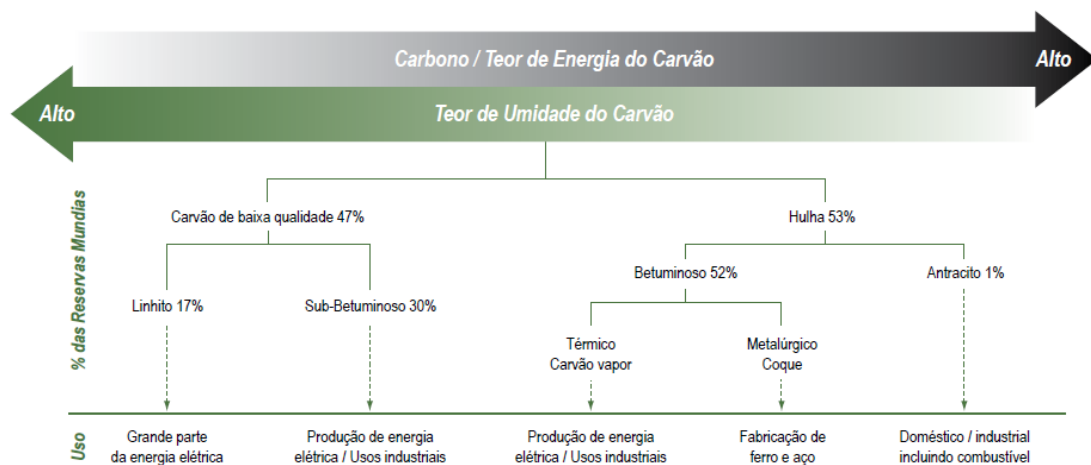 Carbono / Teor de Energia do Carvão
Alto
Alto
Teor de Umidade do Carvão
% das Reservas Mundias
Carvão de baixa qualidade 47%
Hulha 53%
Betuminoso 52%
Antracito 1%
Linhito 17%
Sub-Betuminoso 30%
Térmico
Carvão vapor
Metalúrgico
Coque
Uso
Grande parte
da energia elétrica
Produção de energia
elétrica / Usos industriais
Produção de energia
elétrica / Usos industriais
Fabricação de
ferro e aço
Doméstico / industrial
incluindo combustível